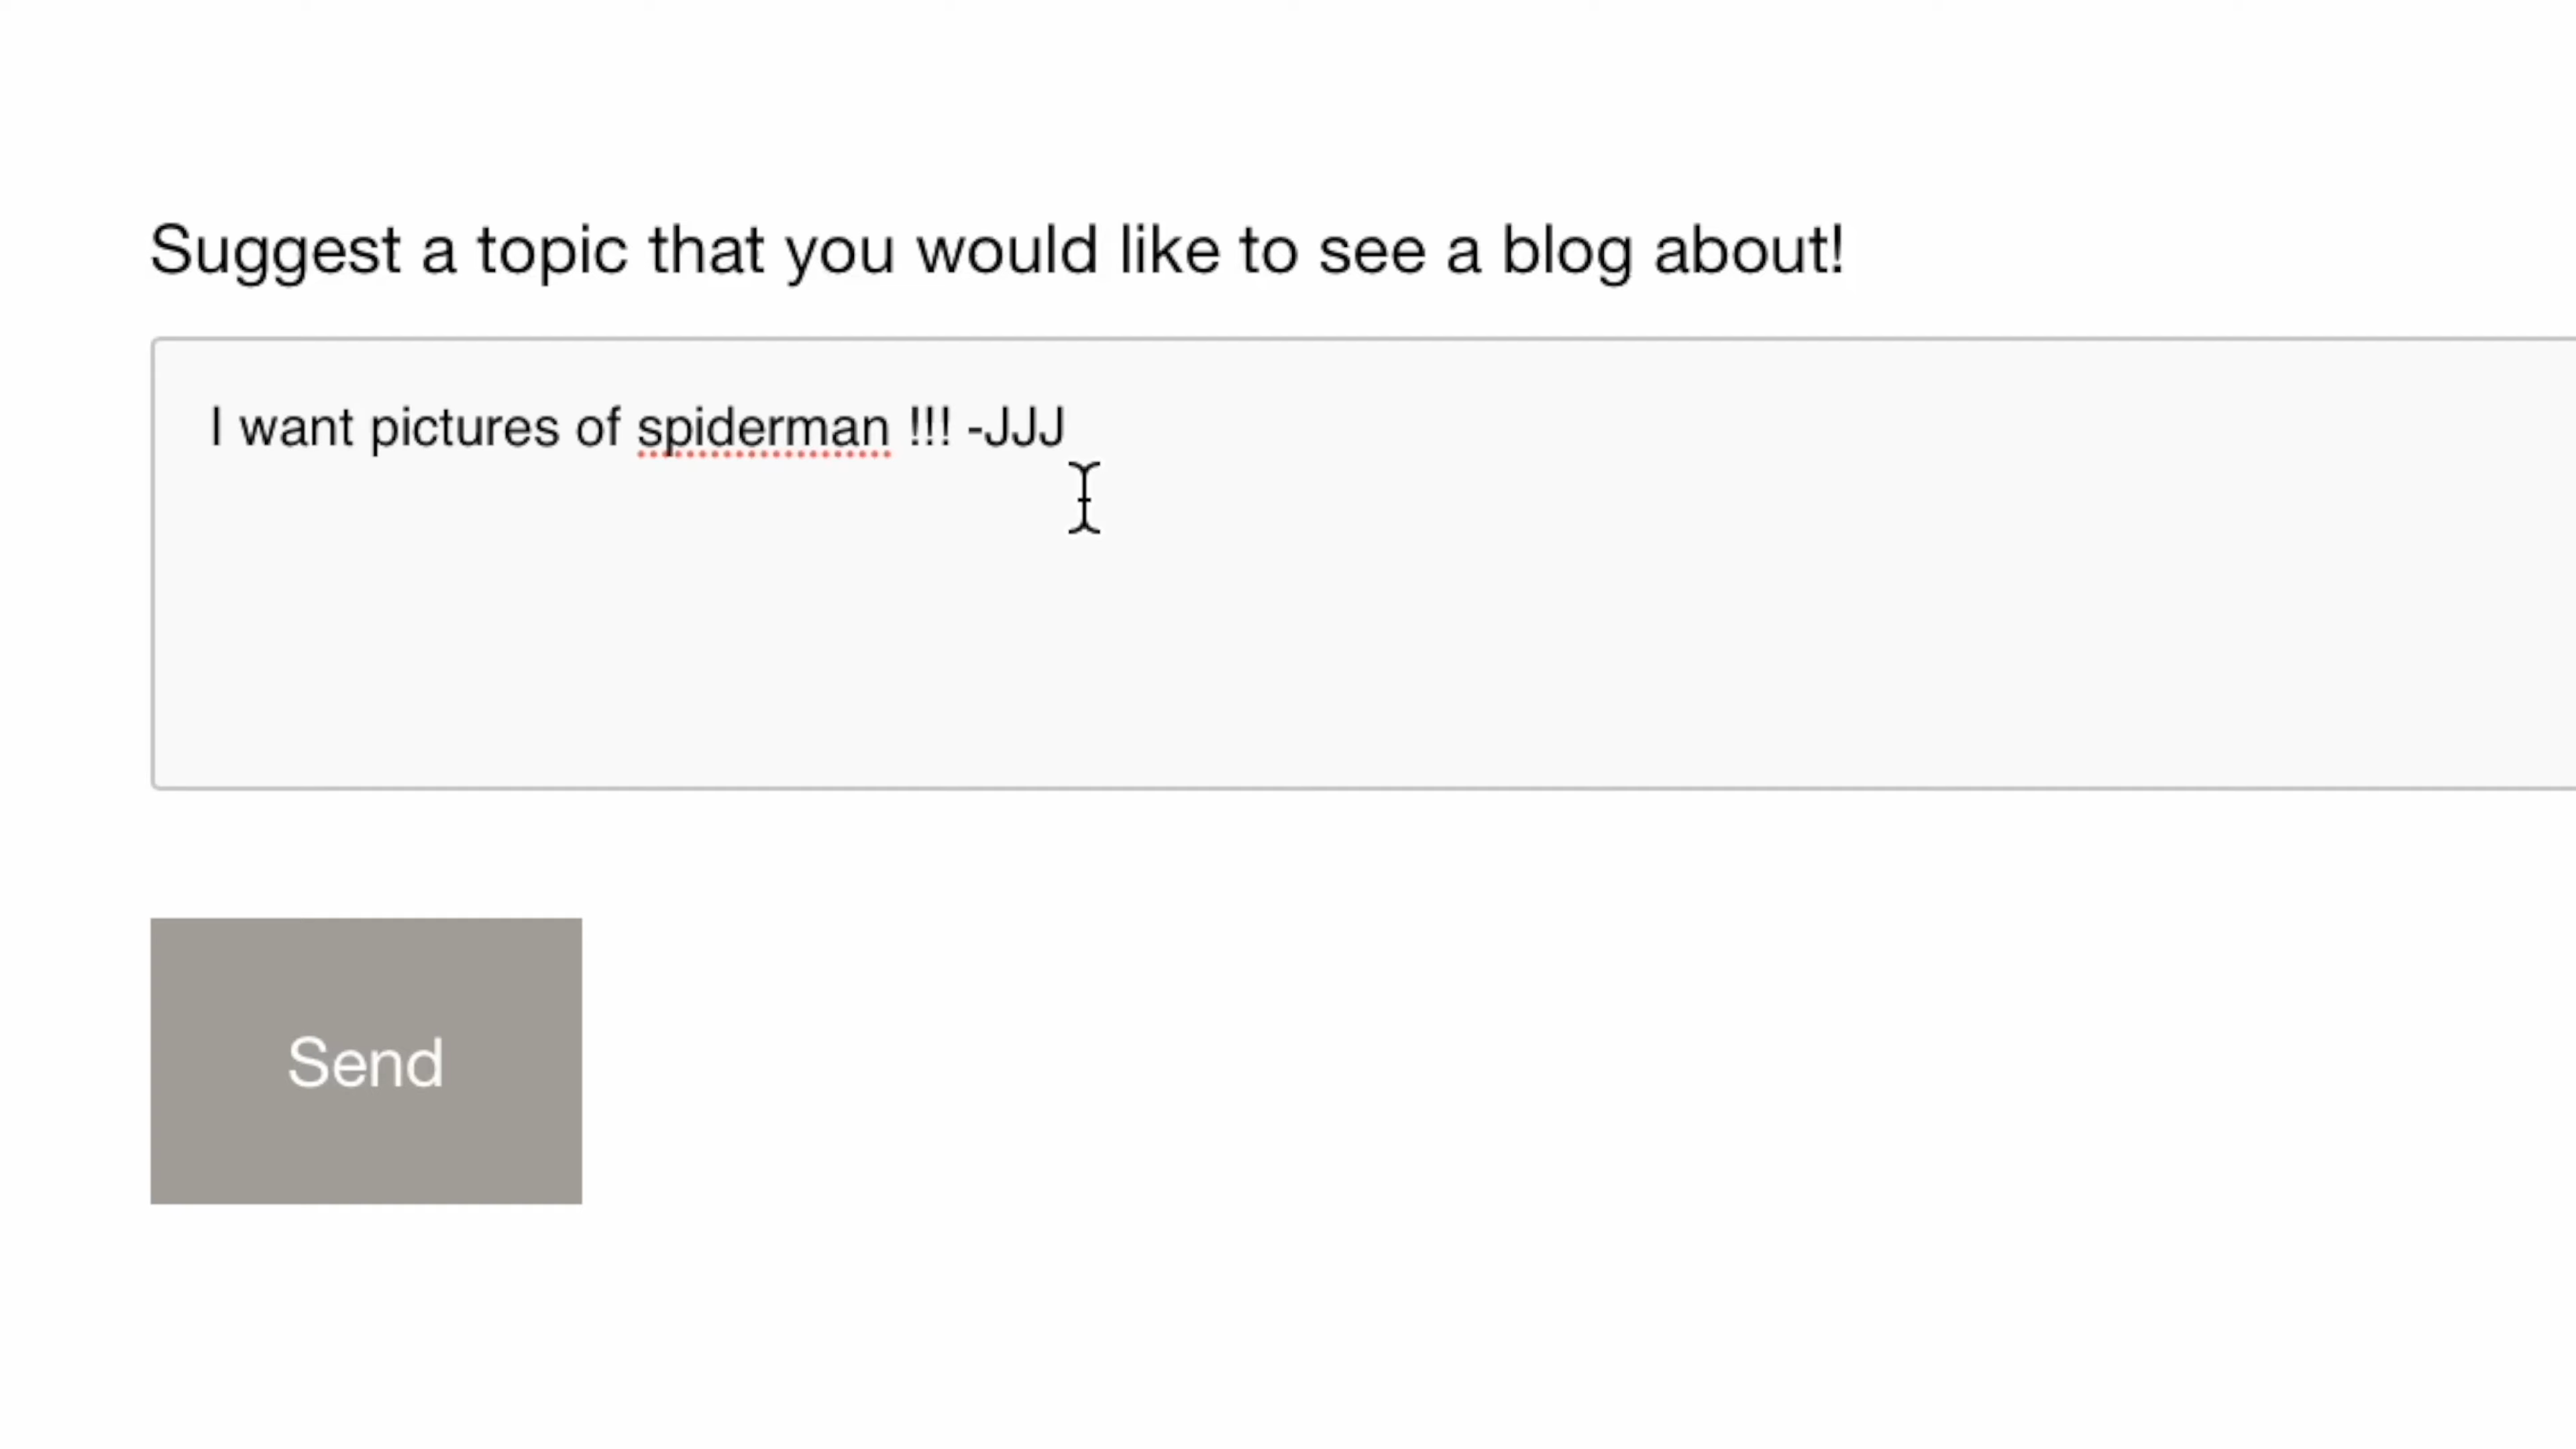 Suggest a topic that you would like to see a blog about!
I want pictures of spiderman !!! -JJJ
Send